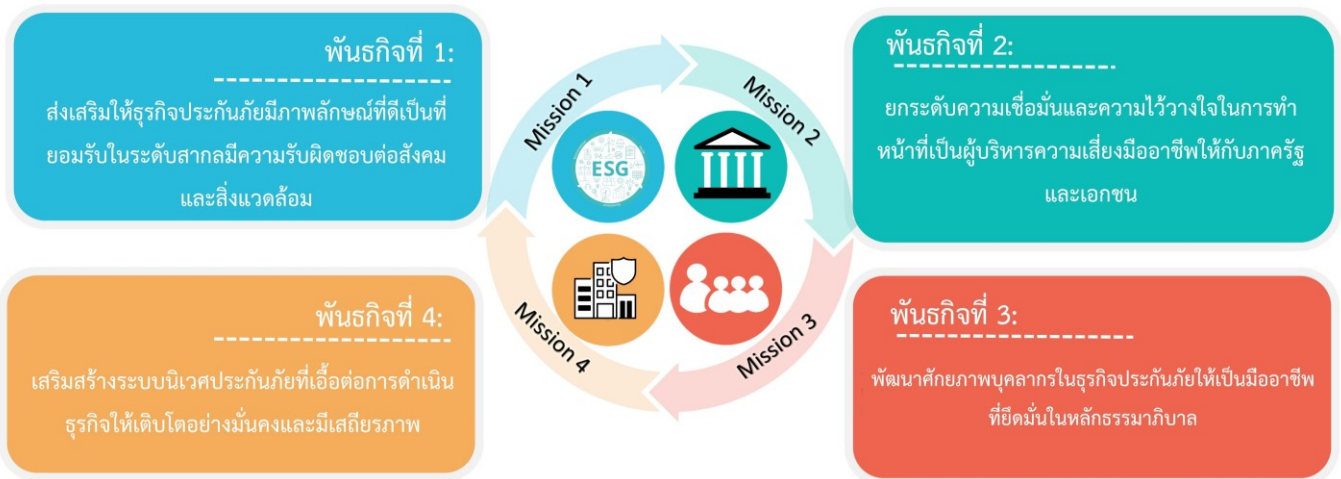 พันธกิจที่ 1:
ส่งเสริมให้ธุรกิจประกันภัยมีภาพลักษณ์ที่ดีเป็นที่
ยอมรับในระดับสากลมีความรับผิดชอบต่อสังคม
และสิ่งแวดล้อม
Mission 1
Mission 2
ESG
พันธกิจที่ 2:
ยกระดับความเชื่อมั่นและความไว้วางใจในการทำ
หน้าที่เป็นผู้บริหารความเสี่ยงมืออาชีพให้กับภาครัฐ
และเอกชน
พันธกิจที่ 4:
เสริมสร้างระบบนิเวศประกันภัยที่เอื้อต่อการดำเนิน
ธุรกิจให้เติบโตอย่างมั่นคงและมีเสถียรภาพ
Mission 4
Mission 3
พันธกิจที่ 3:
พัฒนาศักยภาพบุคลากรในธุรกิจประกันภัยให้เป็นมืออาชีพ
ที่ยึดมั่นในหลักธรรมาภิบาล